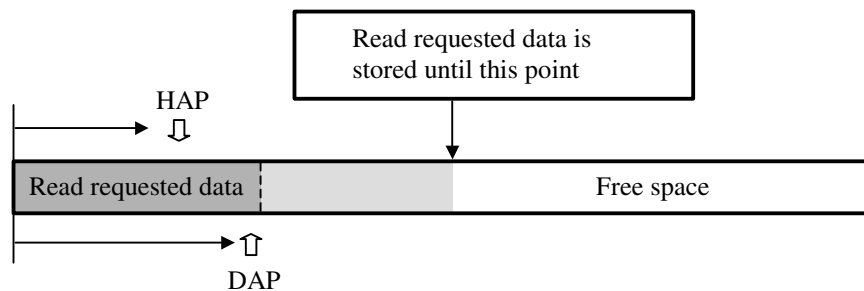 Read requested data is
stored until this point
HAP
Read requested data
Free space
DAP